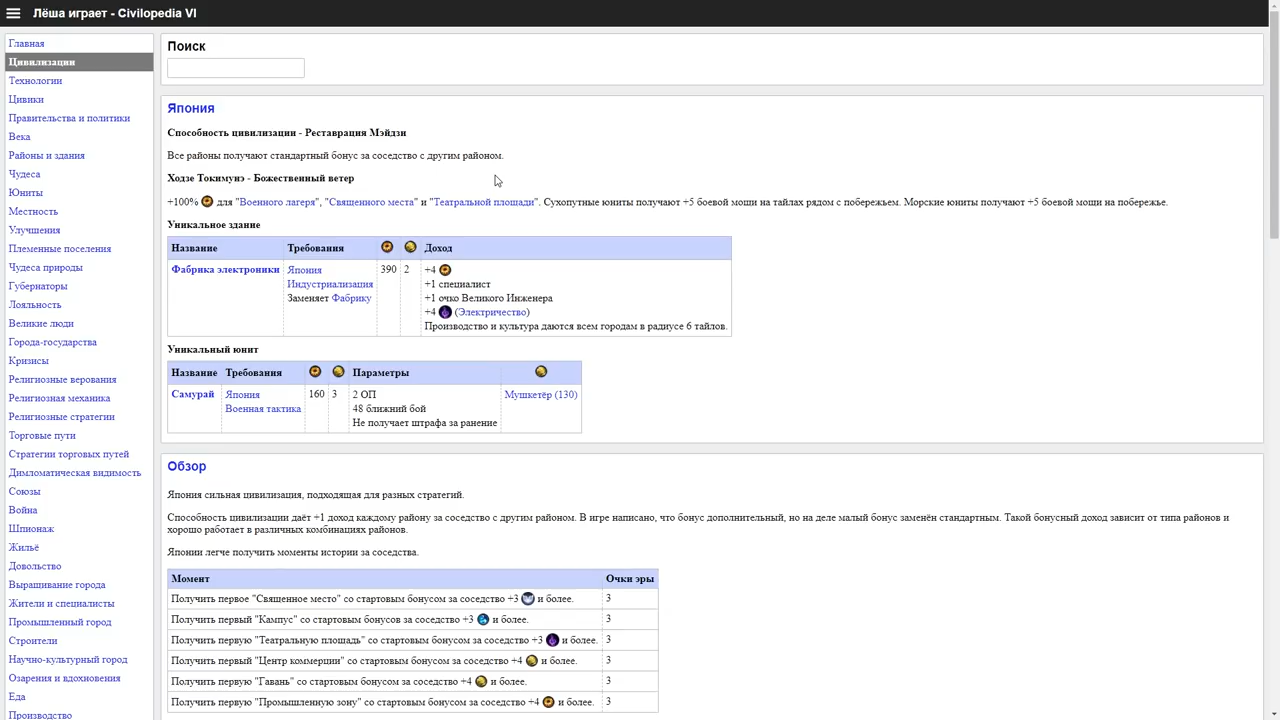 Лёша играет - Civilopedia VI
Главная
Цивилизации
Технологии
Цивики
Правительства и политики
Века
Районы и здания
Чудеса
Юниты
Местность
Улучшения
Племенные поселения
Чудеса природы
Губернаторы
Лояльность
Великие люди
Города-государства
Кризисы
Религиозные верования
Религиозная механика
Религиозные стратегии
Торговые пути
Стратегии торговых путей
Димломатическая видимость
Союзы
Война
Шпионаж
Жильё
Довольство
Выращивание города
Жители и специалисты
Промышленный город
Строители
Научно-культурный город
Озарения и вдохновения
Еда
Производство
Поиск
Япония
Способность цивилизации - Реставрация Мэйдзи
Все районы получают стандартный бонус за соседство с другим районом.
Ходзе Токимунэ - Божественный ветер
+100% для "Военного лагеря", "Священного места" и "Театральной площади". Сухопутные юниты получают +5 боевой мощи на тайлах рядом с побережьем. Морские юниты получают +5 боевой мощи на побережье.
Уникальное здание
Название Требования Доход
Фабрика электроники Япония 390 2 +4
Индустриализация +1 специалист
Заменяет Фабрику +1 очко Великого Инженера
+4 (Электричество)
Производство и культура даются всем городам в радиусе 6 тайлов.
Уникальный юнит
Название Требования Параметры
Самурай Япония 160 3 2 ОП Мушкетёр (130)
Военная тактика 48 ближний бой
Не получает штрафа за ранение
Обзор
Япония сильная цивилизация, подходящая для разных стратегий.
Способность цивилизации даёт +1 доход каждому району за соседство с другим районом. В игре написано, что бонус дополнительный, но на деле малый бонус заменён стандартным. Такой бонусный доход зависит от типа районов и
хорошо работает в различных комбинациях районов.
Японии легче получить моменты истории за соседства.
Момент Очки эры
Получить первое "Священное место" со стартовым бонусом за соседство +3 и более. 3
Получить первый "Кампус" со стартовым бонусов за соседство +3 и более. 3
Получить первую "Театральную площадь" со стартовым бонусом за соседство +3 и более. 3
Получить первый "Центр коммерции" со стартовым бонусом за соседство +4 и более. 3
Получить первую "Гавань" со стартовым бонусом за соседство +4 и более. 3
Получить первую "Промышленную зону" со стартовым бонусом за соседство +4 и более. 3